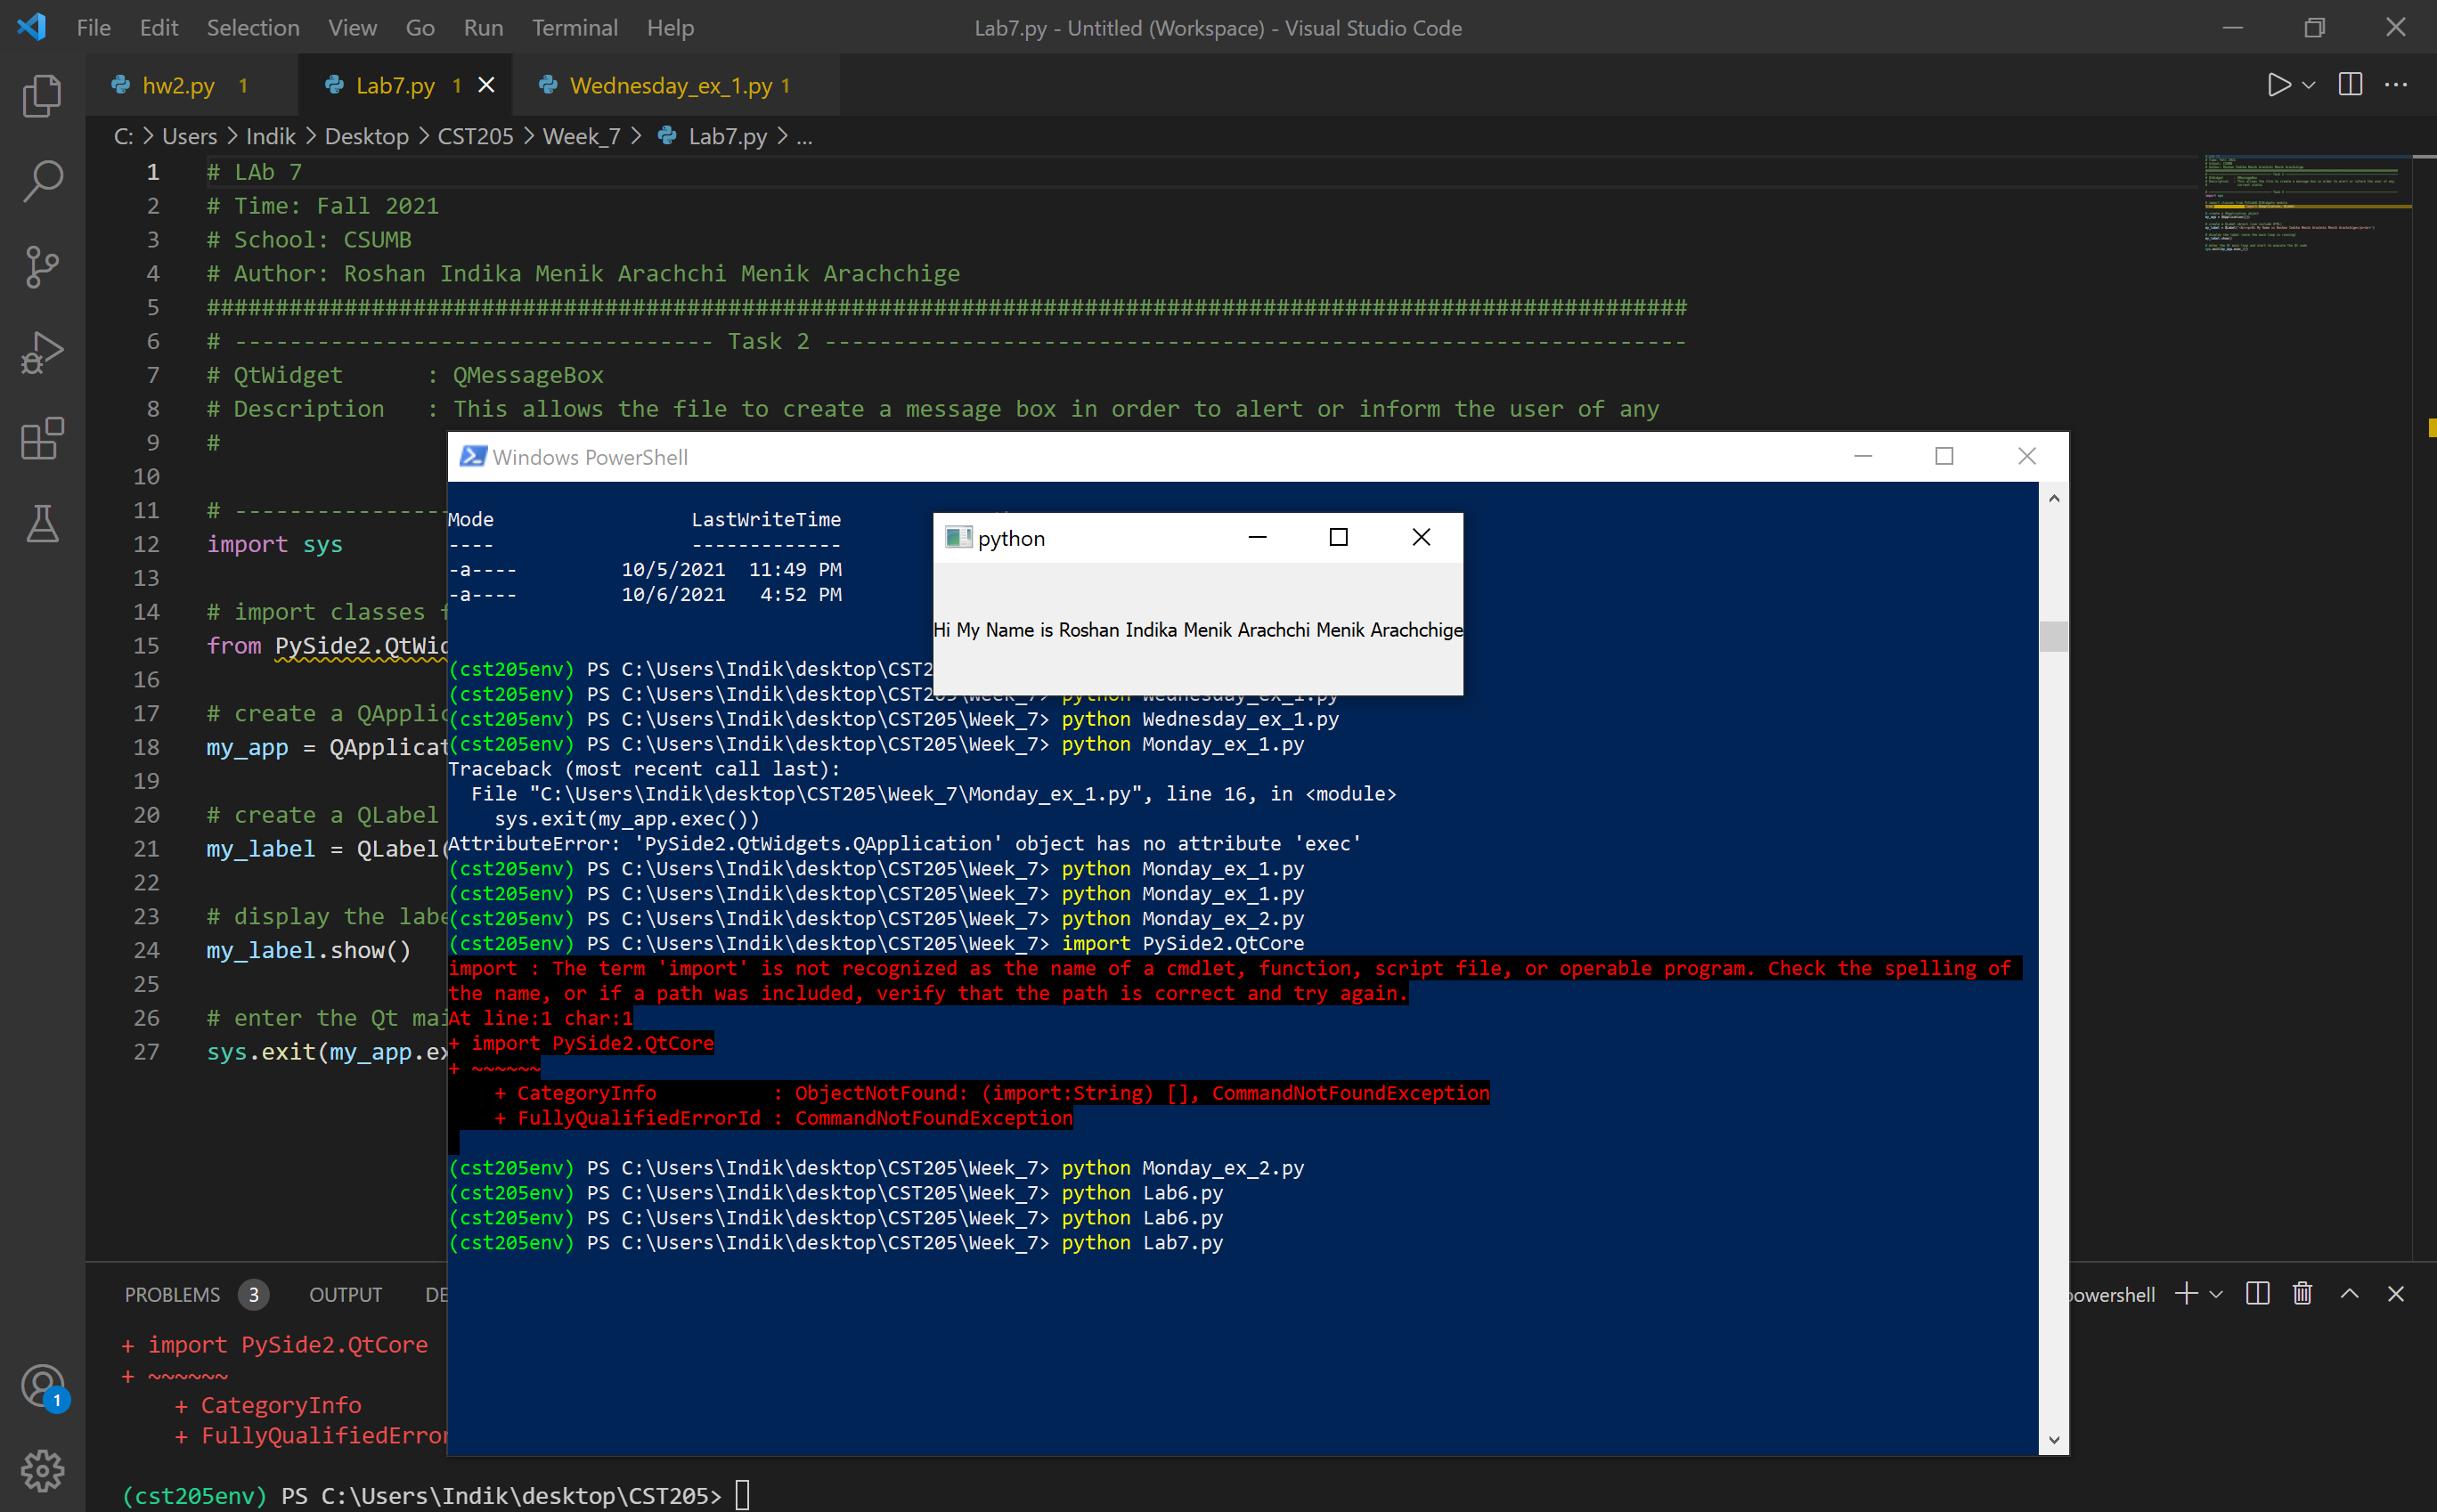 File Edit Selection View Go Run Terminal Help
Lab7.py - Untitled (Workspace) - Visual Studio Code
hw2.py 1
Lab7.py 1
Wednesday_ex_1.py 1
C: > Users > Indik > Desktop > CST205 > Week_7 > Lab7.py > ...
1 # LAb 7
2 # Time: Fall 2021
3 # School: CSUMB
4 # Author: Roshan Indika Menik Arachchi Menik Arachchige
5 ############################################################################################################
6 # ----------------------------------- Task 2 ---------------------------------------------------------------
7 # QtWidget      : QMessageBox
8 # Description   : This allows the file to create a message box in order to alert or inform the user of any
9 #
10
11 # ----------------
12 import sys
13
14 # import classes f
15 from PySide2.QtWid
16
17 # create a QApplic
18 my_app = QApplicat
19
20 # create a QLabel
21 my_label = QLabel(
22
23 # display the labe
24 my_label.show()
25
26 # enter the Qt mai
27 sys.exit(my_app.ex
Windows PowerShell
Mode LastWriteTime
---- -------------
-a---- 10/5/2021 11:49 PM
-a---- 10/6/2021 4:52 PM
python
Hi My Name is Roshan Indika Menik Arachchi Menik Arachchige
(cst205env) PS C:\Users\Indik\desktop\CST2
(cst205env) PS C:\Users\Indik\desktop\CST205\Week_7> python Wednesday_ex_1.py
(cst205env) PS C:\Users\Indik\desktop\CST205\Week_7> python Wednesday_ex_1.py
(cst205env) PS C:\Users\Indik\desktop\CST205\Week_7> python Monday_ex_1.py
Traceback (most recent call last):
File "C:\Users\Indik\desktop\CST205\Week_7\Monday_ex_1.py", line 16, in <module>
sys.exit(my_app.exec())
AttributeError: 'PySide2.QtWidgets.QApplication' object has no attribute 'exec'
(cst205env) PS C:\Users\Indik\desktop\CST205\Week_7> python Monday_ex_1.py
(cst205env) PS C:\Users\Indik\desktop\CST205\Week_7> python Monday_ex_1.py
(cst205env) PS C:\Users\Indik\desktop\CST205\Week_7> python Monday_ex_2.py
(cst205env) PS C:\Users\Indik\desktop\CST205\Week_7> import PySide2.QtCore
import : The term 'import' is not recognized as the name of a cmdlet, function, script file, or operable program. Check the spelling of
the name, or if a path was included, verify that the path is correct and try again.
At line:1 char:1
+ import PySide2.QtCore
+ ~~~~~~
+ CategoryInfo : ObjectNotFound: (import:String) [], CommandNotFoundException
+ FullyQualifiedErrorId : CommandNotFoundException
(cst205env) PS C:\Users\Indik\desktop\CST205\Week_7> python Monday_ex_2.py
(cst205env) PS C:\Users\Indik\desktop\CST205\Week_7> python Lab6.py
(cst205env) PS C:\Users\Indik\desktop\CST205\Week_7> python Lab6.py
(cst205env) PS C:\Users\Indik\desktop\CST205\Week_7> python Lab7.py
PROBLEMS 3 OUTPUT DE
powershell
+ import PySide2.QtCore
+ ~~~~~~
+ CategoryInfo
+ FullyQualifiedError
1
(cst205env) PS C:\Users\Indik\desktop\CST205>